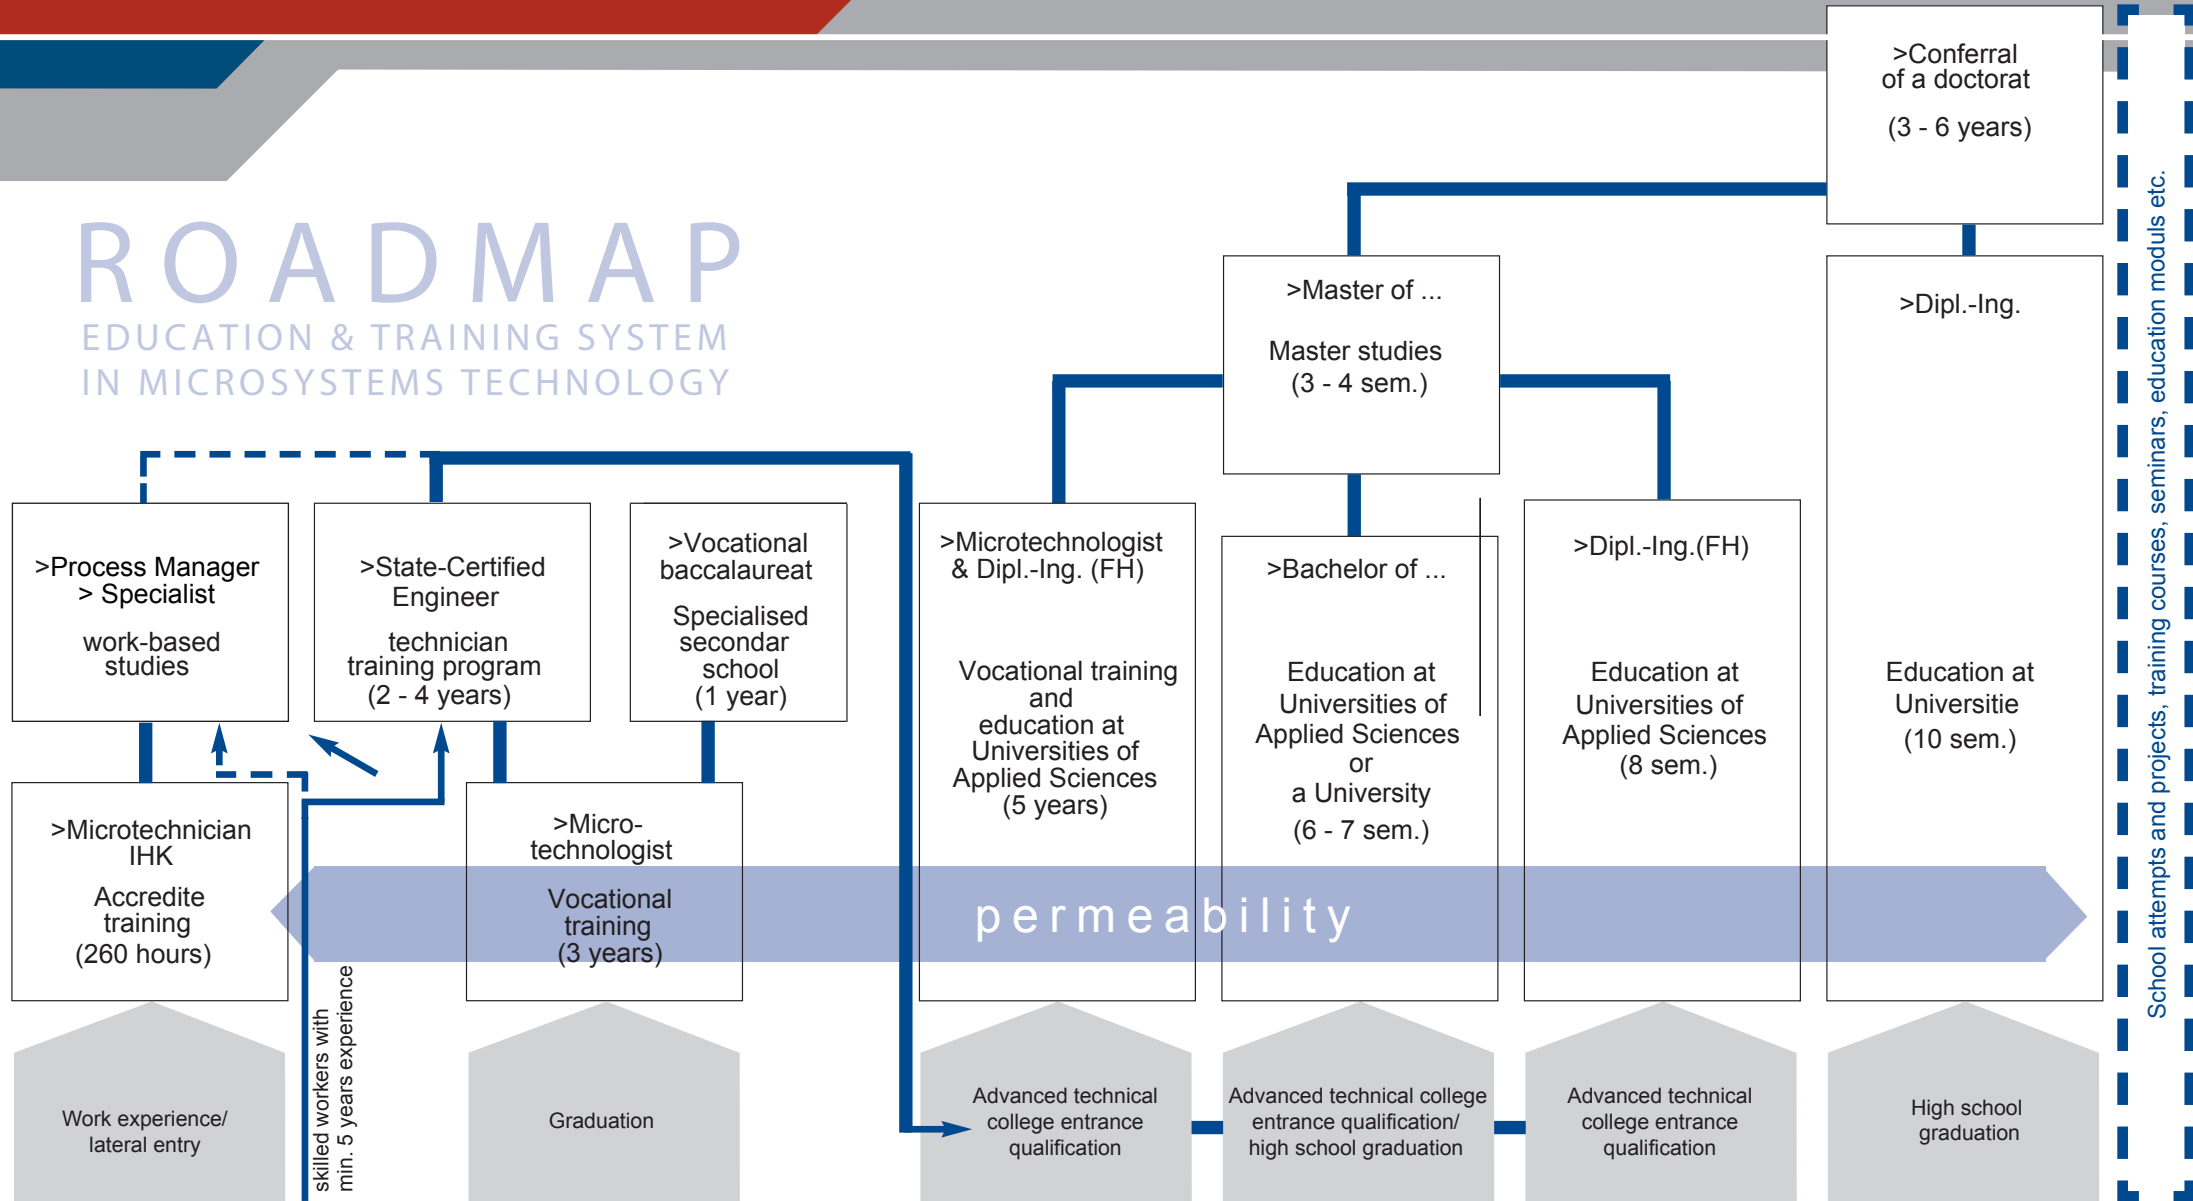 ROADMAP
EDUCATION & TRAINING SYSTEM
IN MICROSYSTEMS TECHNOLOGY
>Conferral
of a doctorat
(3 - 6 years)
>Master of ...
Master studies
(3 - 4 sem.)
>Dipl.-Ing.
Education at
Universitie
(10 sem.)
>Process Manager
> Specialist
work-based
studies
>State-Certified
Engineer
technician
training program
(2 - 4 years)
>Vocational
baccalaureat
Specialised
secondar
school
(1 year)
>Microtechnologist
& Dipl.-Ing. (FH)
Vocational training
and
education at
Universities of
Applied Sciences
(5 years)
>Bachelor of ...
Education at
Universities of
Applied Sciences
or
a University
(6 - 7 sem.)
>Dipl.-Ing.(FH)
Education at
Universities of
Applied Sciences
(8 sem.)
>Microtechnician
IHK
Accredite
training
(260 hours)
>Micro-
technologist
Vocational
training
(3 years)
permeability
skilled workers with
min. 5 years experience
Work experience/
lateral entry
Graduation
Advanced technical
college entrance
qualification
Advanced technical college
entrance qualification/
high school graduation
Advanced technical
college entrance
qualification
High school
graduation
School attempts and projects, training courses, seminars, education moduls etc.